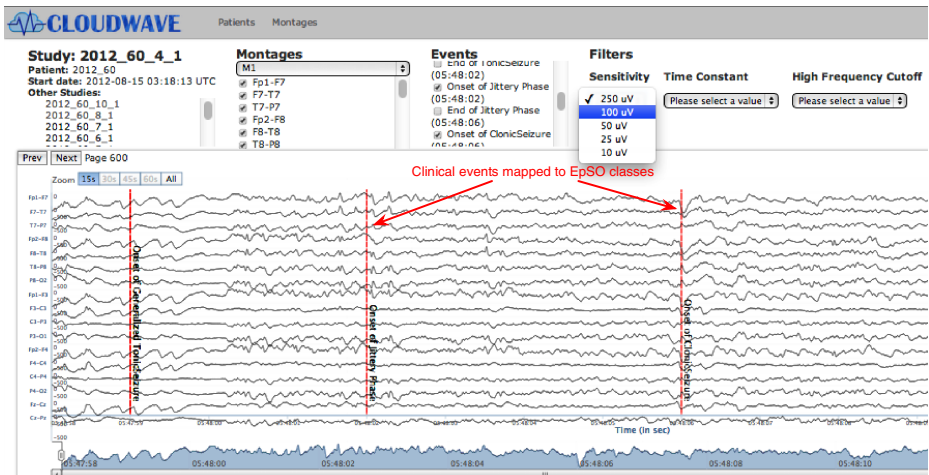 CLOUDWAVE
Patients Montages
Study: 2012_60_4_1
Patient: 2012_60
Start date: 2012-08-15 03:18:13 UTC
Other Studies:
2012_60_10_1
2012_60_8_1
2012_60_7_1
2012_60_6_1
Montages
M1
Fp1-F7
F7-T7
T7-P7
Fp2-F8
F8-T8
T8-P8
Events
End of TonicSeizure
(05:48:02)
Onset of Jittery Phase
(05:48:02)
End of Jittery Phase
(05:48:06)
Onset of ClonicSeizure
(05:48:06)
Filters
Sensitivity
✓ 250 uV
100 uV
50 uV
25 uV
10 uV
Time Constant
Please select a value
High Frequency Cutoff
Please select a value
Prev Next Page 600
Clinical events mapped to EpSO classes
Zoom 15s 30s 45s 60s All
Fp1-F7
F7-T7
T7-P7
Fp2-F8
F8-T8
T8-P8
P8-O2
Fp1-F3
F3-C3
C3-P3
P3-O1
Fp2-F4
F4-C4
C4-P4
P4-O2
Fz-Cz
Cz-Pz
Onset of Generalized TonicSeizure
Onset of Jittery Phase
Onset of ClonicSeizure
Time (in sec)
-500
05:47:58 05:48:00 05:48:02 05:48:04 05:48:06 05:48:08 05:48:10